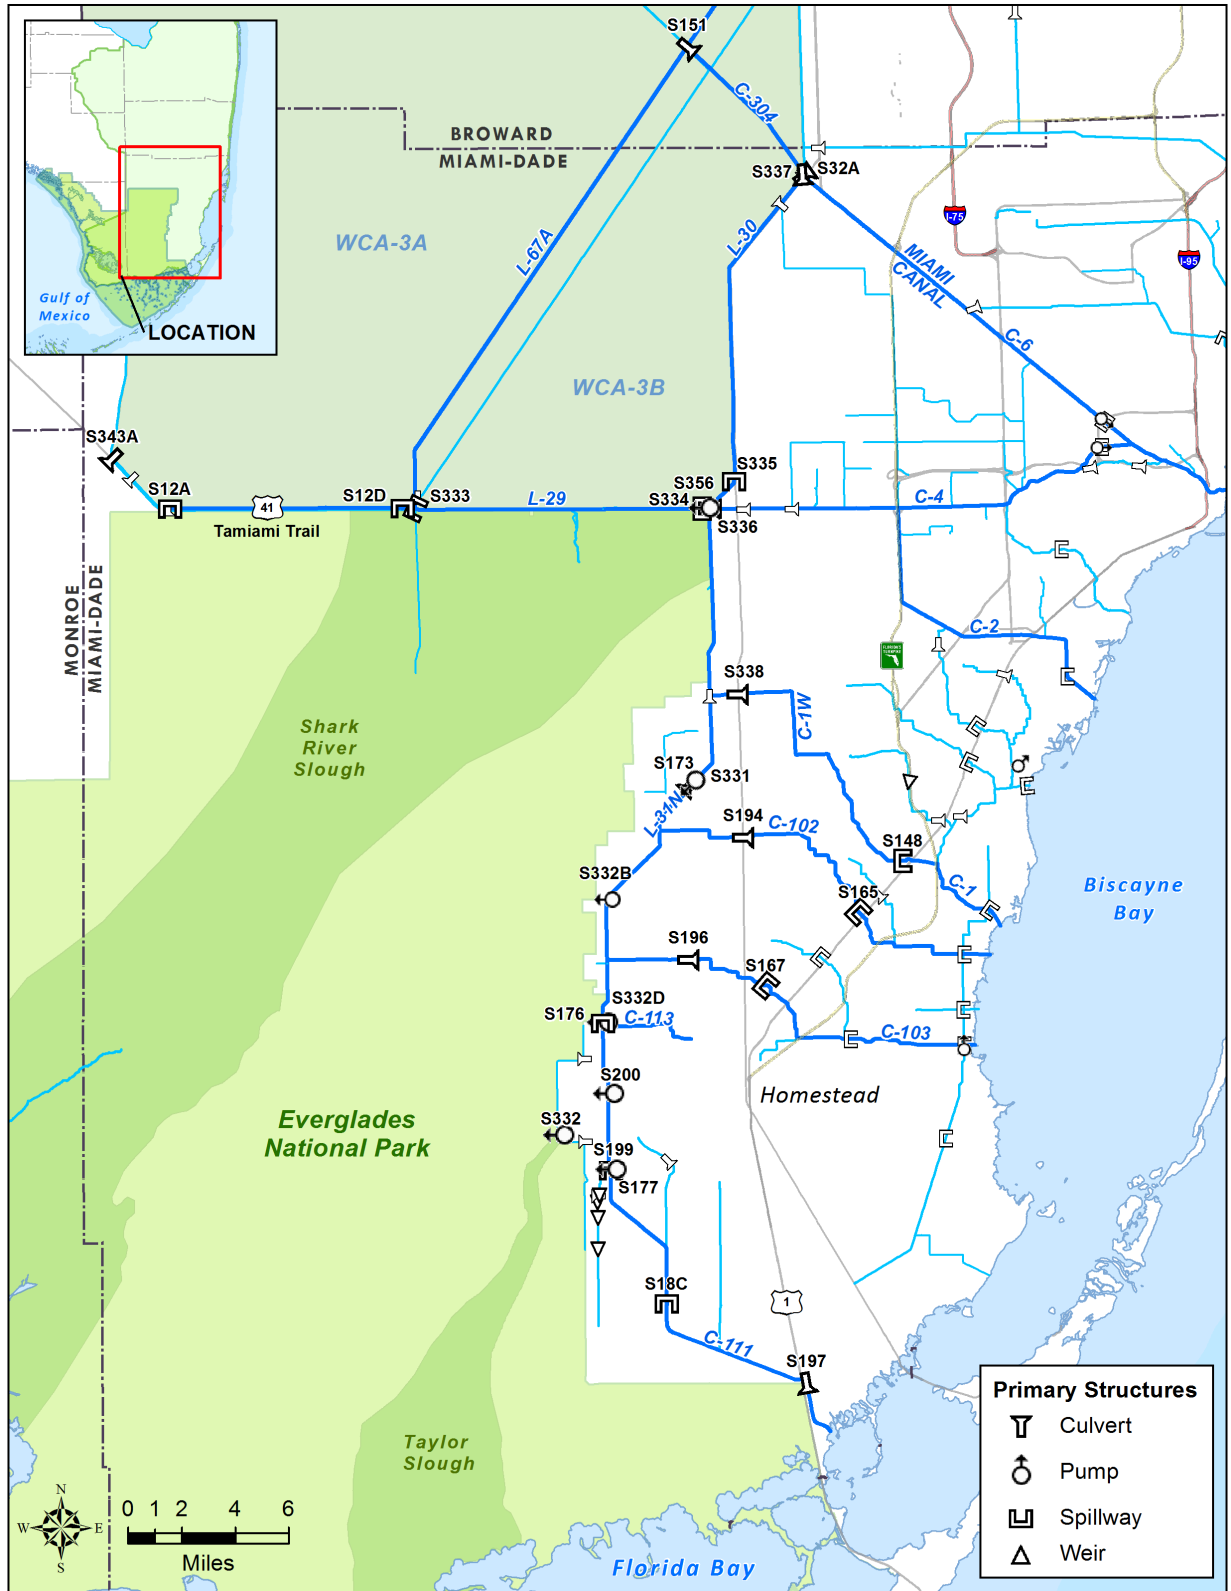 S151
C-304
BROWARD
MIAMI-DADE
S337
S32A
I-75
I-95
WCA-3A
L-67A
L-30
MIAMI
CANAL
C-6
Gulf of
Mexico
LOCATION
WCA-3B
S343A
S12A
S12D
S333
L-29
S356
S335
S334
S336
C-4
41
Tamiami Trail
MONROE
MIAMI-DADE
C-2
FLORIDA'S
TURNPIKE
S338
C-1W
Shark
River
Slough
S173
S331
L-31N
S194
C-102
S148
C-1
S332B
S165
Biscayne
Bay
S196
S167
S332D
S176
C-113
C-103
S200
Homestead
Everglades
National Park
S332
S199
S177
S18C
1
C-111
S197
Taylor
Slough
Primary Structures
Culvert
Pump
Spillway
Weir
N
W
E
S
0 1 2 4 6
Miles
Florida Bay